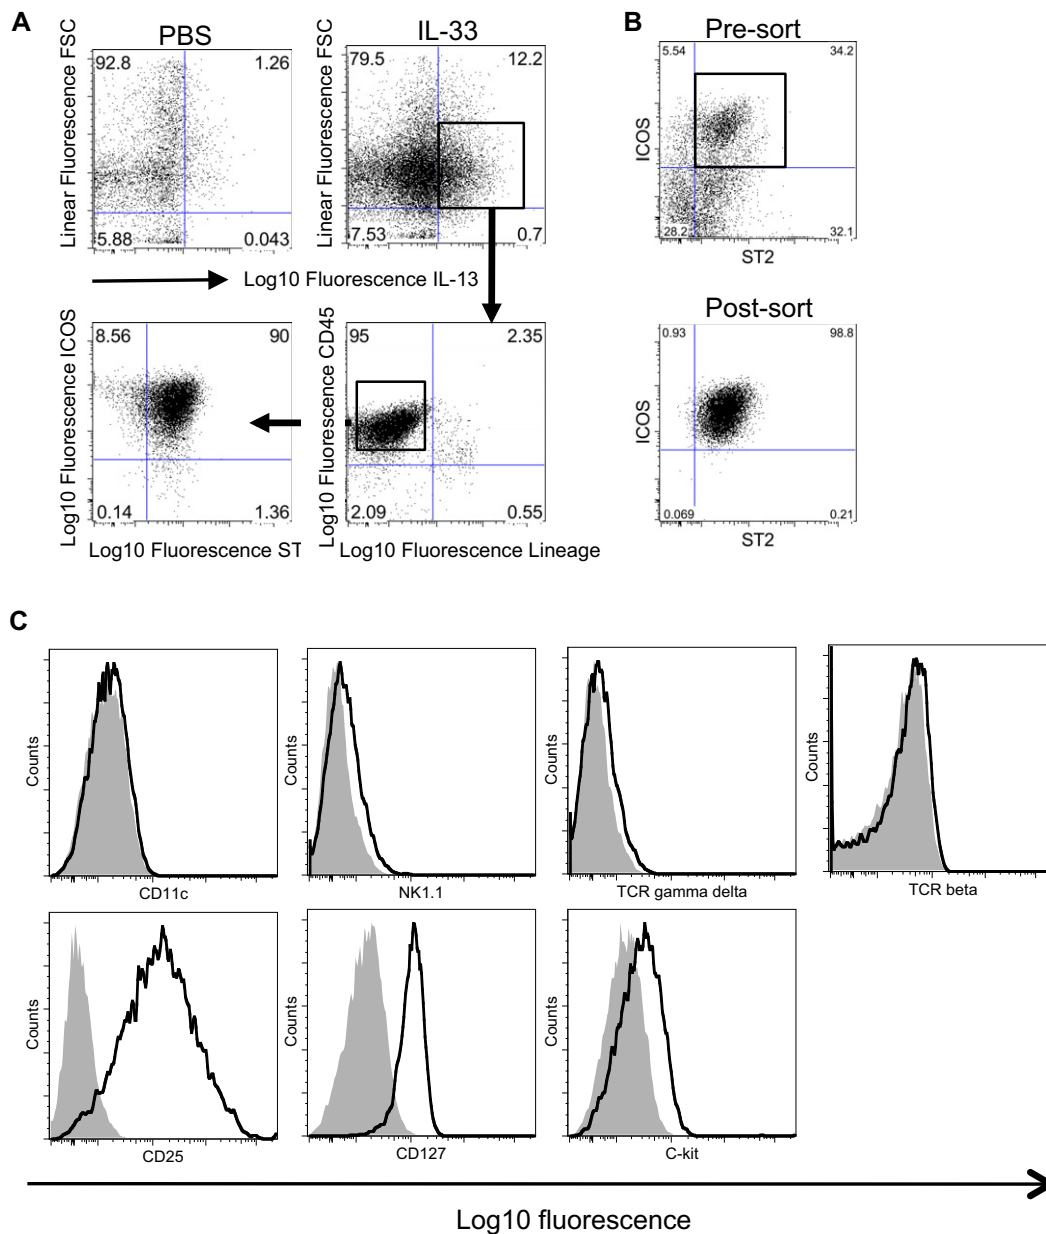 A
B
PBS
IL-33
Pre-sort
Linear Fluorescence FSC
92.8
1.26
5.88
0.043
Linear Fluorescence FSC
79.5
12.2
7.53
0.7
ICOS
5.54
34.2
28.2
32.1
ST2
Log10 Fluorescence IL-13
Post-sort
Log10 Fluorescence ICOS
8.56
90
0.14
1.36
Log10 Fluorescence ST
Log10 Fluorescence CD45
95
2.35
2.09
0.55
Log10 Fluorescence Lineage
ICOS
0.93
98.8
0.069
0.21
ST2
C
Counts
CD11c
Counts
NK1.1
Counts
TCR gamma delta
Counts
TCR beta
Counts
CD25
Counts
CD127
Counts
C-kit
Log10 fluorescence